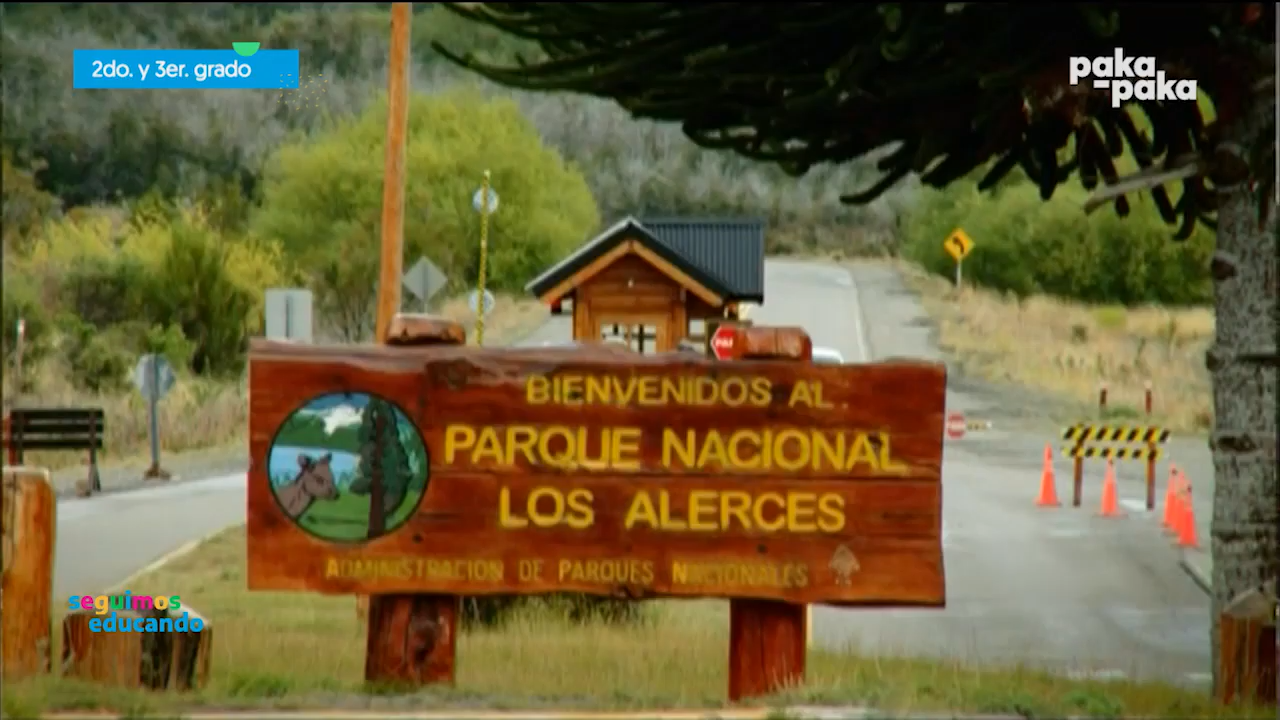 2do. y 3er. grado
paka
-paka
BIENVENIDOS AL
PARQUE NACIONAL
LOS ALERCES
ADMINISTRACION DE PARQUES NACIONALES
seguimos
educando